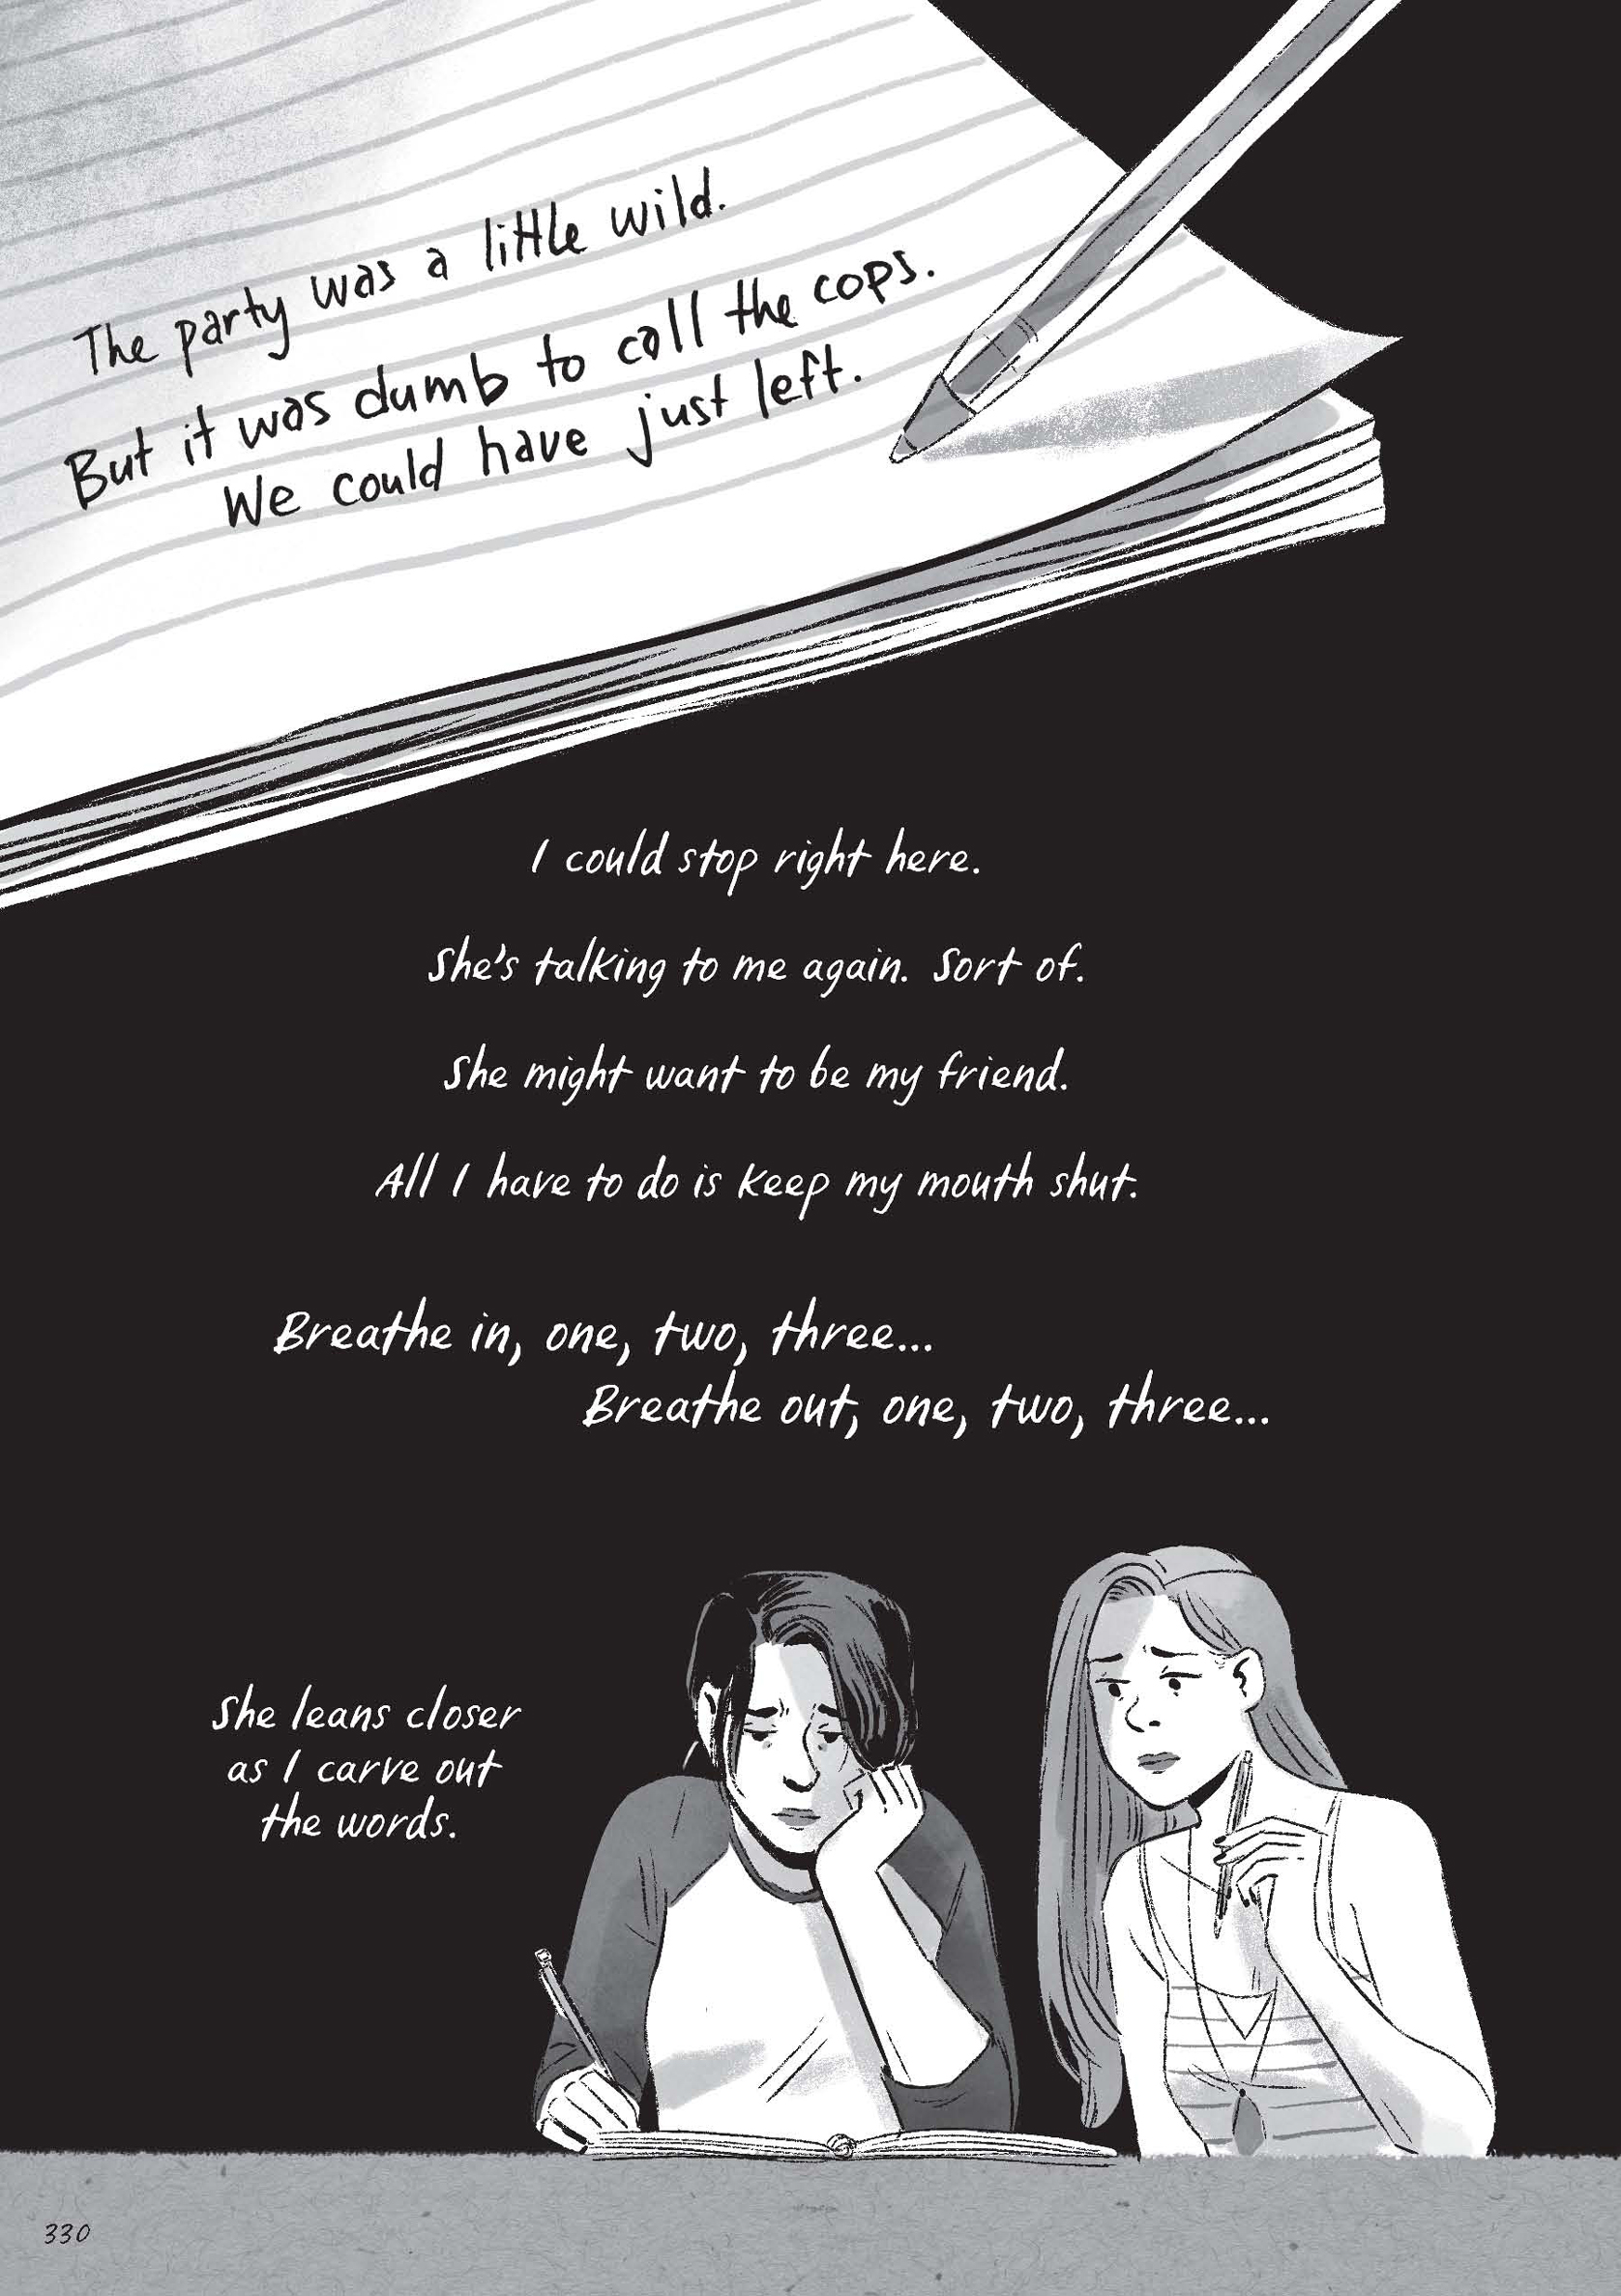 The party was a little wild.
But it was dumb to call the cops.
We could have just left.
I could stop right here.
She's talking to me again. Sort of.
She might want to be my friend.
All I have to do is keep my mouth shut.
Breathe in, one, two, three...
Breathe out, one, two, three...
She leans closer
as I carve out
the words.
330